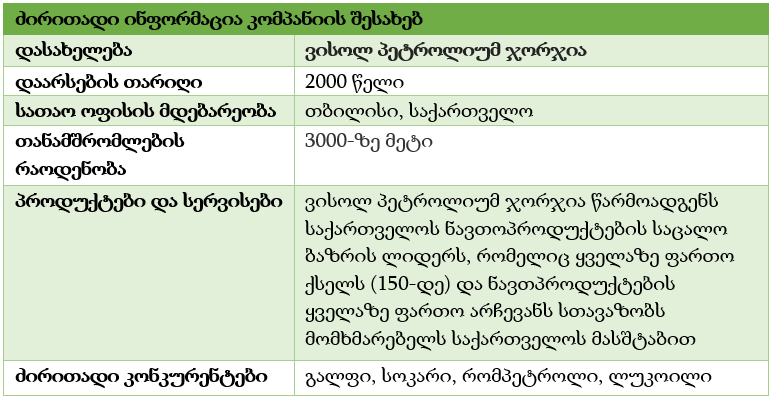 ძირითადი ინფორმაცია კომპანიის შესახებ
დასახელება ვისოლ პეტროლიუმ ჯორჯია
დაარსების თარიღი 2000 წელი
სათაო ოფისის მდებარეობა თბილისი, საქართველო
თანამშრომლების 3000-ზე მეტი
რაოდენობა
პროდუქტები და სერვისები ვისოლ პეტროლიუმ ჯორჯია წარმოადგენს
საქართველოს ნავთოპროდუქტების საცალო
ბაზრის ლიდერს, რომელიც ყველაზე ფართო
ქსელს (150-დე) და ნავთპროდუქტების
ყველაზე ფართო არჩევანს სთავაზობს
მომხმარებელს საქართველოს მასშტაბით
ძირითადი კონკურენტები გალფი, სოკარი, რომპეტროლი, ლუკოილი